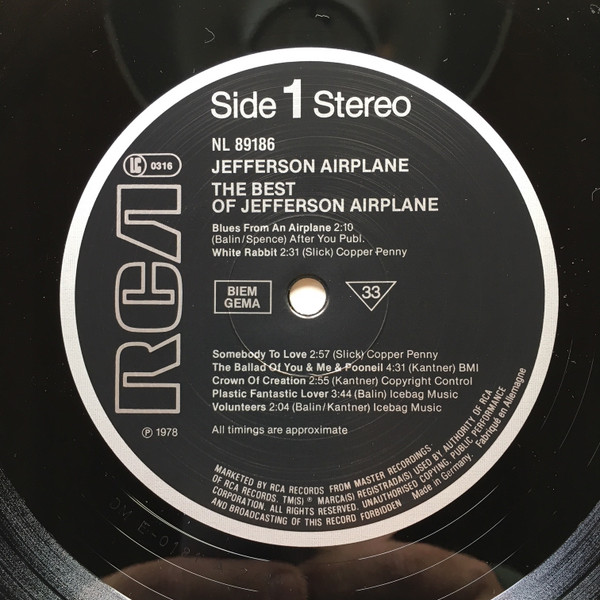 Side 1 Stereo
NL 89186
LC 0316
JEFFERSON AIRPLANE
THE BEST
OF JEFFERSON AIRPLANE
Blues From An Airplane 2:10
(Balin/Spence) After You Publ.
White Rabbit 2:31 (Slick) Copper Penny
RCA
BIEM
GEMA
33
Somebody To Love 2:57 (Slick) Copper Penny
The Ballad Of You & Me & Pooneil 4:31 (Kantner) BMI
Crown Of Creation 2:55 (Kantner) Copyright Control
Plastic Fantastic Lover 3:44 (Balin) Icebag Music
Volunteers 2:04 (Balin/Kantner) Icebag Music
℗ 1978
All timings are approximate
MARKETED BY RCA RECORDS FROM MASTER RECORDINGS
OF RCA RECORDS. TM(S)® MARCA(S) REGISTRADA(S) USED BY AUTHORITY OF RCA
CORPORATION. ALL RIGHTS RESERVED. UNAUTHORISED COPYING PUBLIC PERFORMANCE
AND BROADCASTING OF THIS RECORD FORBIDDEN
Made in Germany. Fabriqué en Allemagne